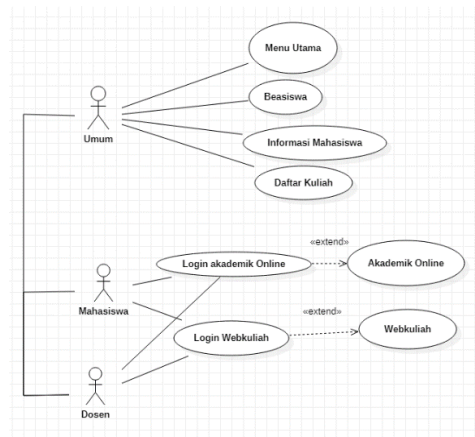 Menu Utama
Beasiswa
Umum
Informasi Mahasiswa
Daftar Kuliah
«extend»
Login akademik Online
Akademik Online
Mahasiswa
«extend»
Login Webkuliah
Webkuliah
Dosen